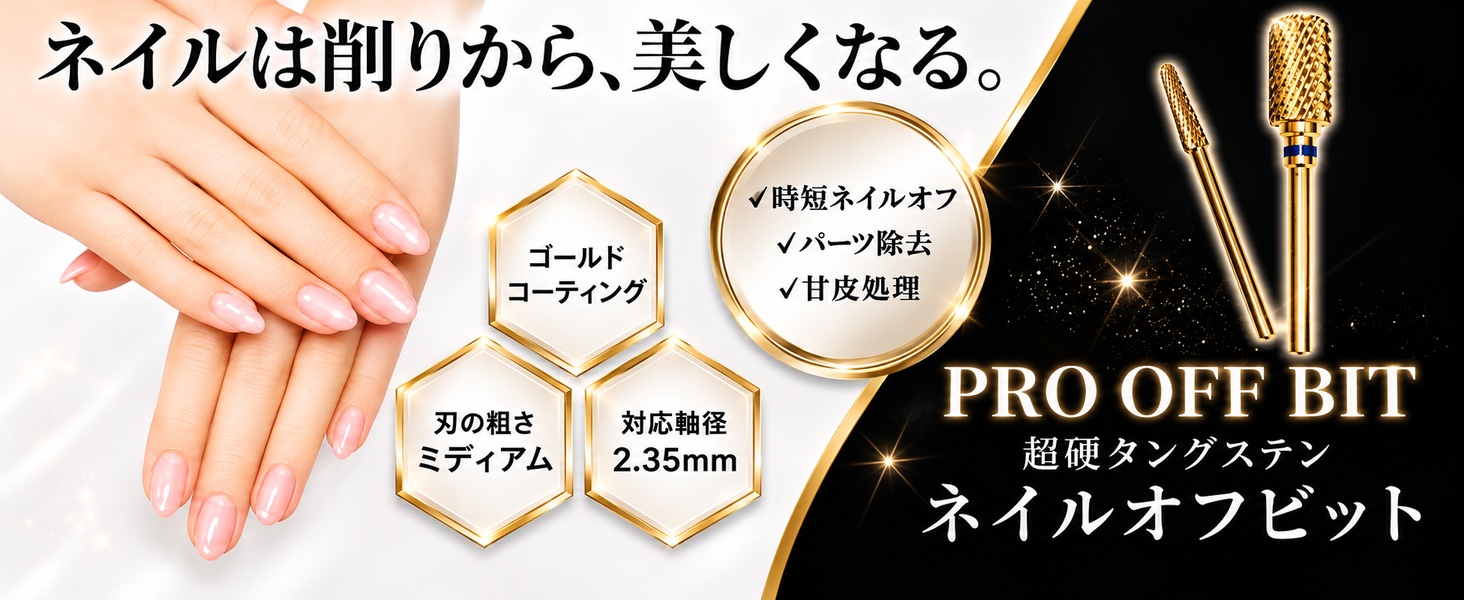 ネイルは削りから、美しくなる。
ゴールド
コーティング
刃の粗さ
ミディアム
対応軸径
2.35mm
✓時短ネイルオフ
✓パーツ除去
✓甘皮処理
PRO OFF BIT
超硬タングステン
ネイルオフビット